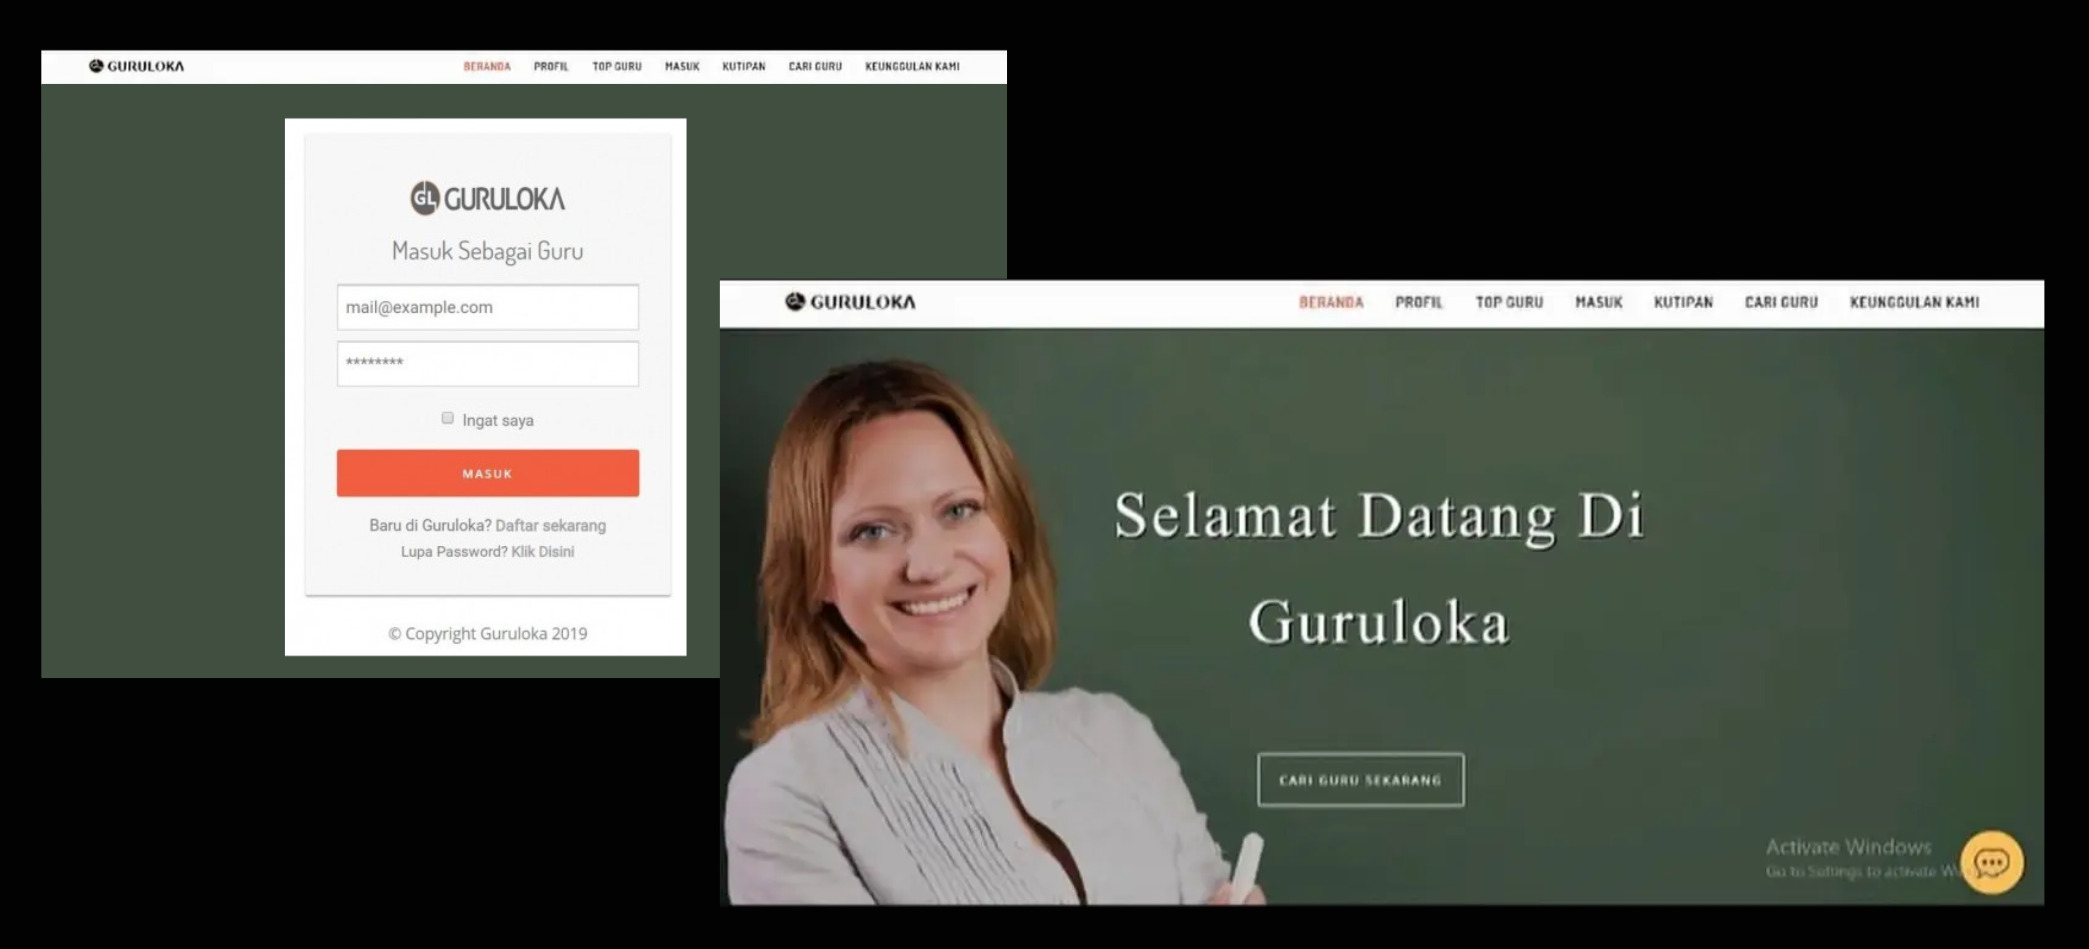 GURULOKA
BERANDA PROFIL TOP GURU MASUK KUTIPAN CARI GURU KEUNGGULAN KAMI
GL GURULOKA
Masuk Sebagai Guru
mail@example.com
********
Ingat saya
MASUK
Baru di Guruloka? Daftar sekarang
Lupa Password? Klik Disini
© Copyright Guruloka 2019
GURULOKA
BERANDA PROFIL TOP GURU MASUK KUTIPAN CARI GURU KEUNGGULAN KAMI
Selamat Datang Di
Guruloka
CARI GURU SEKARANG
Activate Windows
Go to Settings to activate